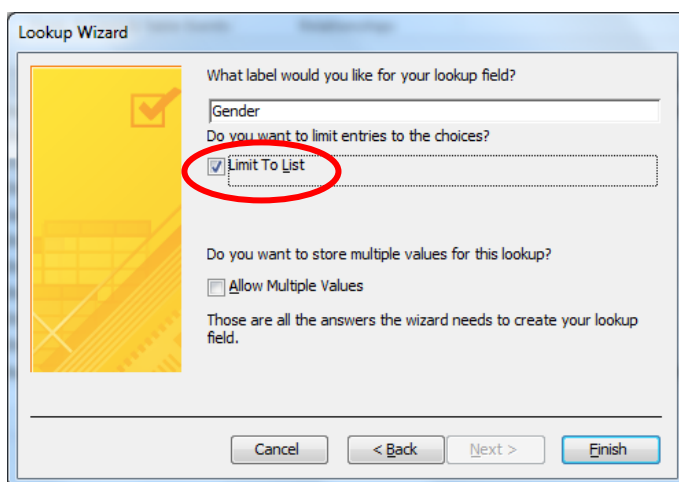 Lookup Wizard
What label would you like for your lookup field?
Gender
Do you want to limit entries to the choices?
Limit To List
Do you want to store multiple values for this lookup?
Allow Multiple Values
Those are all the answers the wizard needs to create your lookup
field.
Cancel
< Back
Next >
Finish